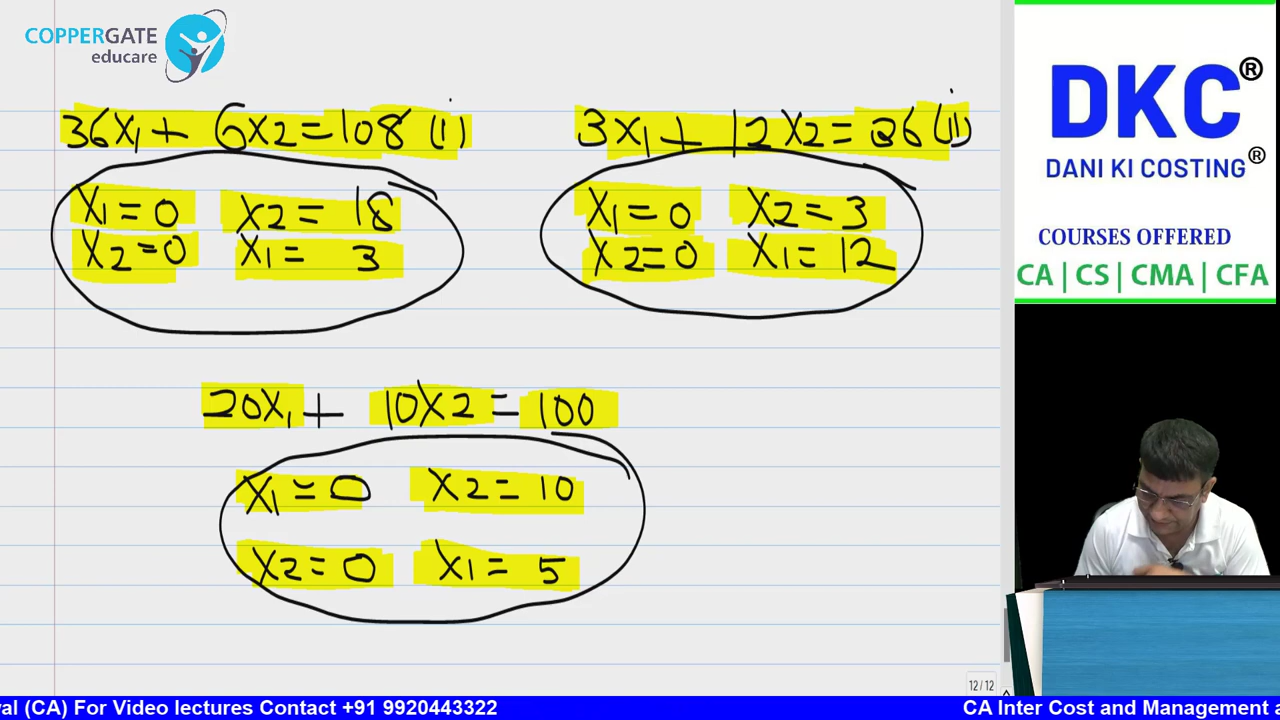 COPPERGATE
educare
36X1 + 6X2 = 108 (i)
X1 = 0 X2 = 18
X2 = 0 X1 = 3
3X1 + 12X2 = 36 (ii)
X1 = 0 X2 = 3
X2 = 0 X1 = 12
20X1 + 10X2 = 100
X1 = 0 X2 = 10
X2 = 0 X1 = 5
12/12
DKC®
DANI KI COSTING®
COURSES OFFERED
CA | CS | CMA | CFA
val (CA) For Video lectures Contact +91 9920443322
CA Inter Cost and Management a